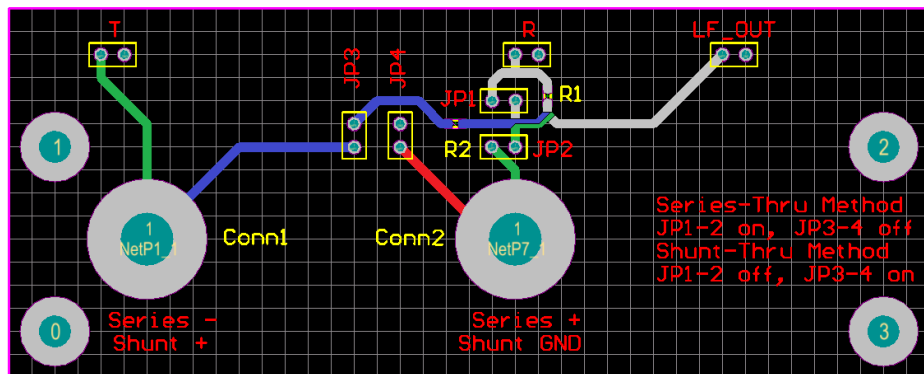 T
R
LF_OUT
JP3
JP4
JP1
R1
R2
JP2
1
2
1
NetP1_1
Conn1
Conn2
1
NetP7_1
Series-Thru Method
JP1-2 on, JP3-4 off
Shunt-Thru Method
JP1-2 off, JP3-4 on
0
Series -
Shunt +
Series +
Shunt GND
3